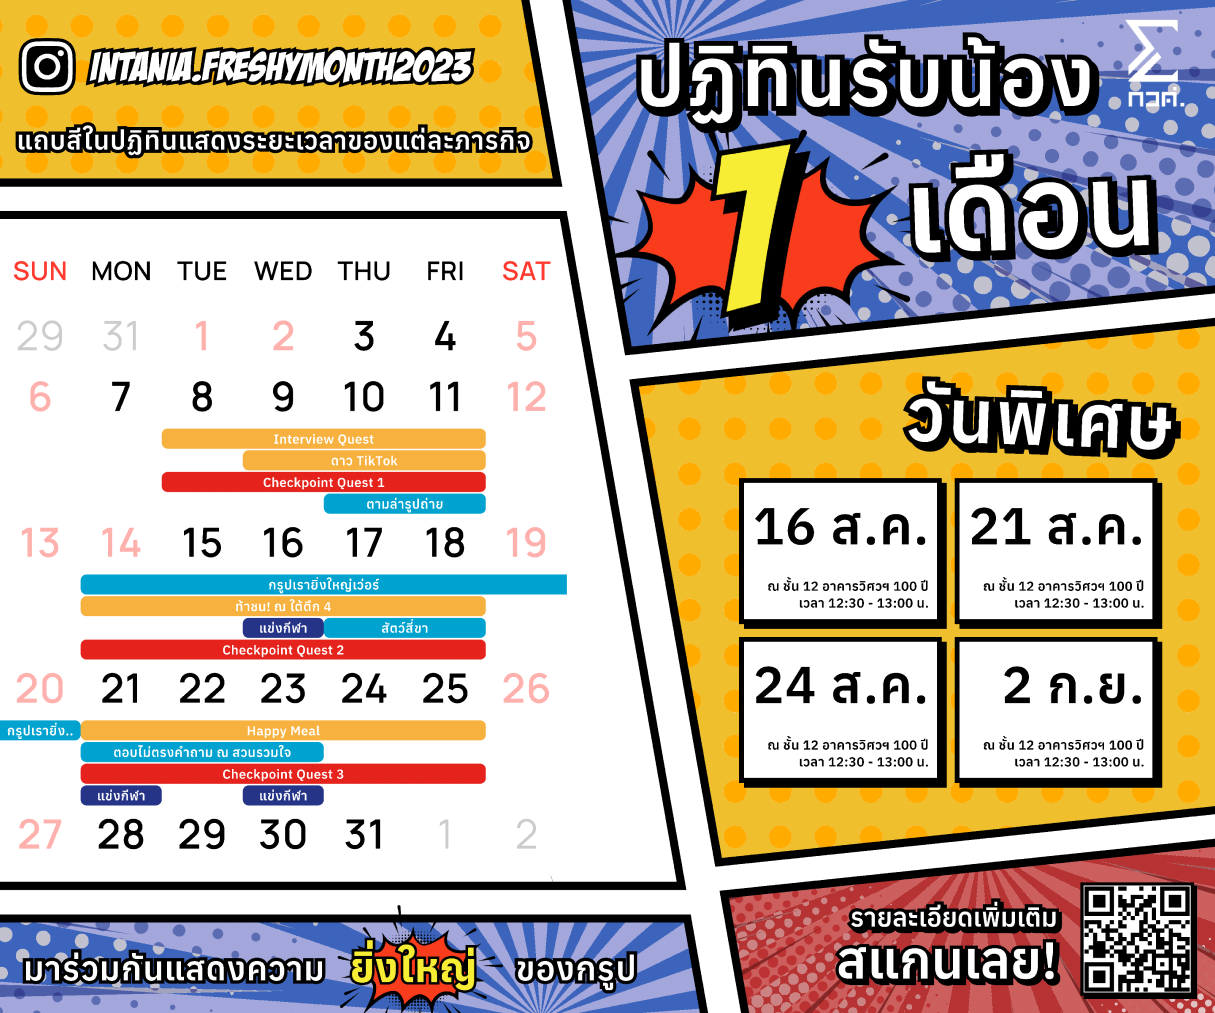 INTANIA.FRESHYMONTH2023
แถบสีในปฏิทินแสดงระยะเวลาของแต่ละภารกิจ
ปฏิทินรับน้อง
กวศ.
1 เดือน
SUN MON TUE WED THU FRI SAT
29 31 1 2 3 4 5
6 7 8 9 10 11 12
Interview Quest
ดาว TikTok
Checkpoint Quest 1
ตามล่ารูปถ่าย
13 14 15 16 17 18 19
กรุปเรายิ่งใหญ่เว่อร์
ท้าชน! ณ ใต้ตึก 4
แข่งกีฬา สัตว์สี่ขา
Checkpoint Quest 2
20 21 22 23 24 25 26
กรุปเรายิ่ง.. Happy Meal
ตอบไม่ตรงคำถาม ณ สวนรวมใจ
Checkpoint Quest 3
แข่งกีฬา แข่งกีฬา
27 28 29 30 31 1 2
วันพิเศษ
16 ส.ค.
ณ ชั้น 12 อาคารวิศวฯ 100 ปี
เวลา 12:30 - 13:00 น.
21 ส.ค.
ณ ชั้น 12 อาคารวิศวฯ 100 ปี
เวลา 12:30 - 13:00 น.
24 ส.ค.
ณ ชั้น 12 อาคารวิศวฯ 100 ปี
เวลา 12:30 - 13:00 น.
2 ก.ย.
ณ ชั้น 12 อาคารวิศวฯ 100 ปี
เวลา 12:30 - 13:00 น.
มาร่วมกันแสดงความ ยิ่งใหญ่ ของกรุป
รายละเอียดเพิ่มเติม
สแกนเลย!